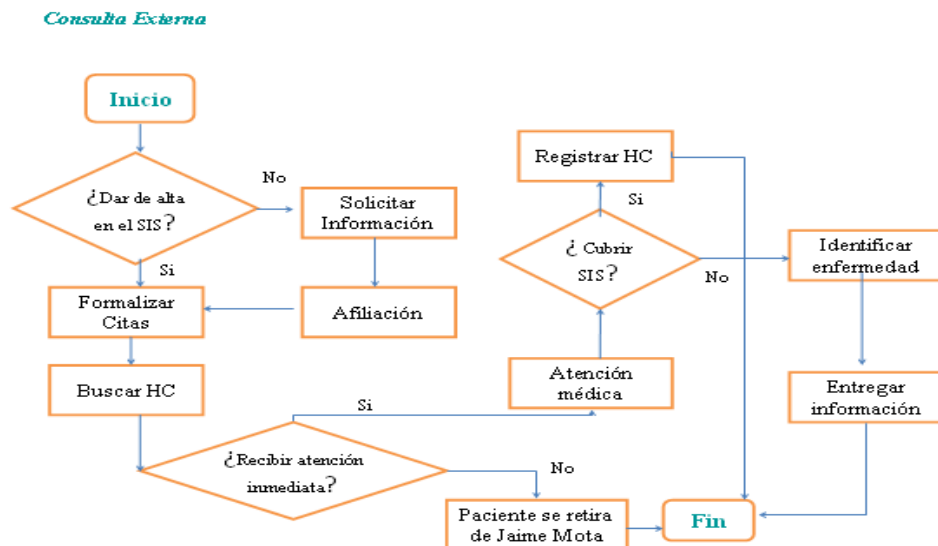 Consulta Externa
Inicio
¿Dar de alta
en el SIS?
No
Si
Solicitar
Información
Afiliación
Formalizar
Citas
Buscar HC
¿Recibir atención
inmediata?
Si
No
Paciente se retira
de Jaime Mota
Atención
médica
¿ Cubrir
SIS?
Si
No
Registrar HC
Identificar
enfermedad
Entregar
información
Fin